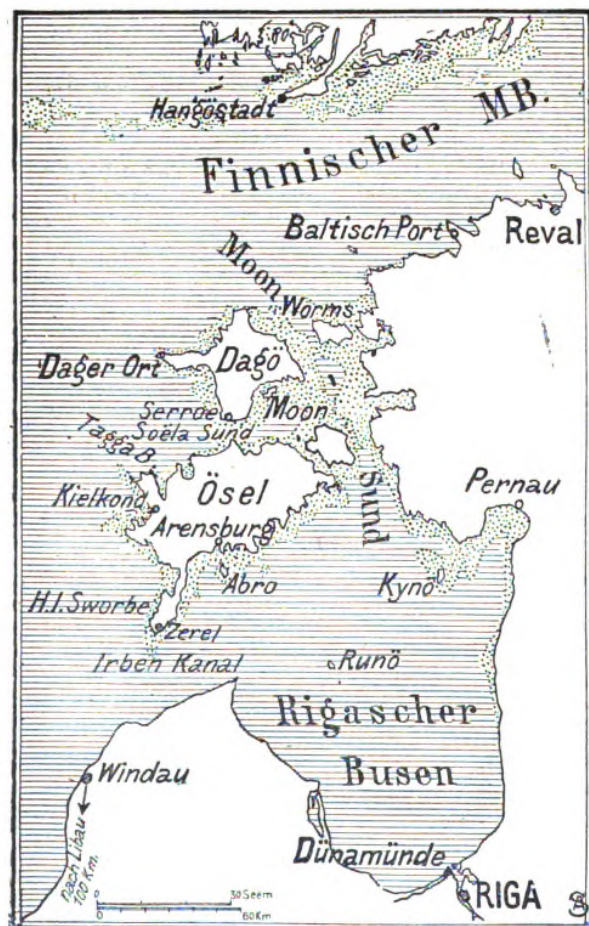 Hangöstadt
Finnischer MB.
Baltisch Port
Reval
Moon
Worms
Dager Ort
Dagö
Serroe
Moon
Soëla Sund
Tagga B.
Kielkond
Ösel
Sund
Pernau
Arensburg
Abro
Kynö
H.I.Sworbe
Zerel
Irben Kanal
Runö
Rigascher
Busen
Windau
nach Libau
100 Km.
Dünamünde
RIGA
30 Seem
60 Km